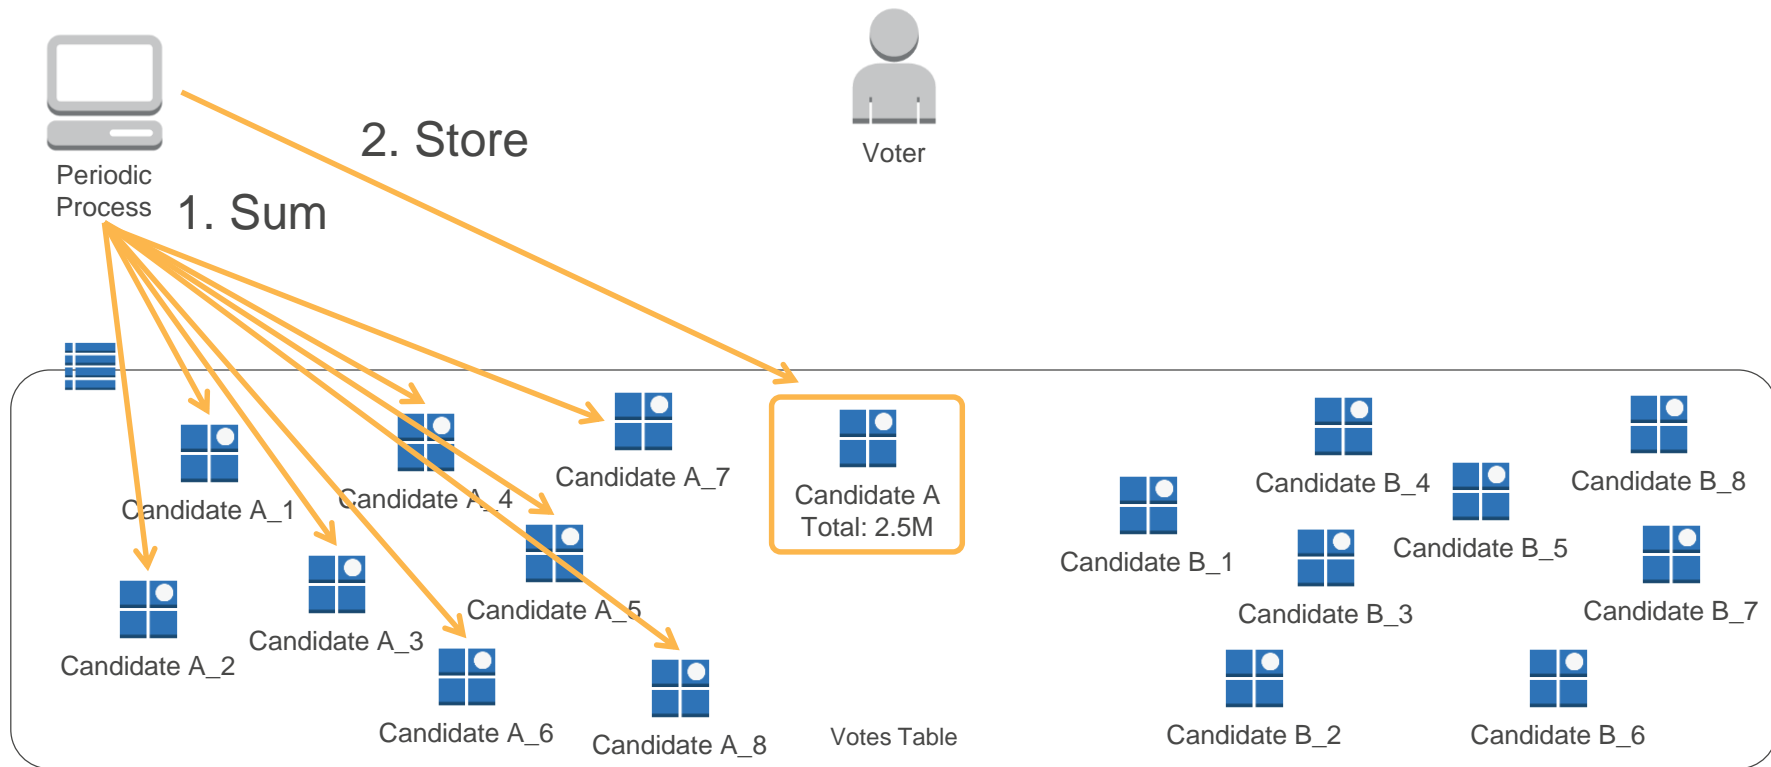 2. Store
Voter
Periodic
Process
1. Sum
Candidate A_1
Candidate A_4
Candidate A_7
Candidate A
Total: 2.5M
Candidate B_4
Candidate B_8
Candidate B_1
Candidate B_5
Candidate A_2
Candidate A_3
Candidate A_5
Candidate B_3
Candidate B_7
Candidate A_6
Candidate A_8
Votes Table
Candidate B_2
Candidate B_6